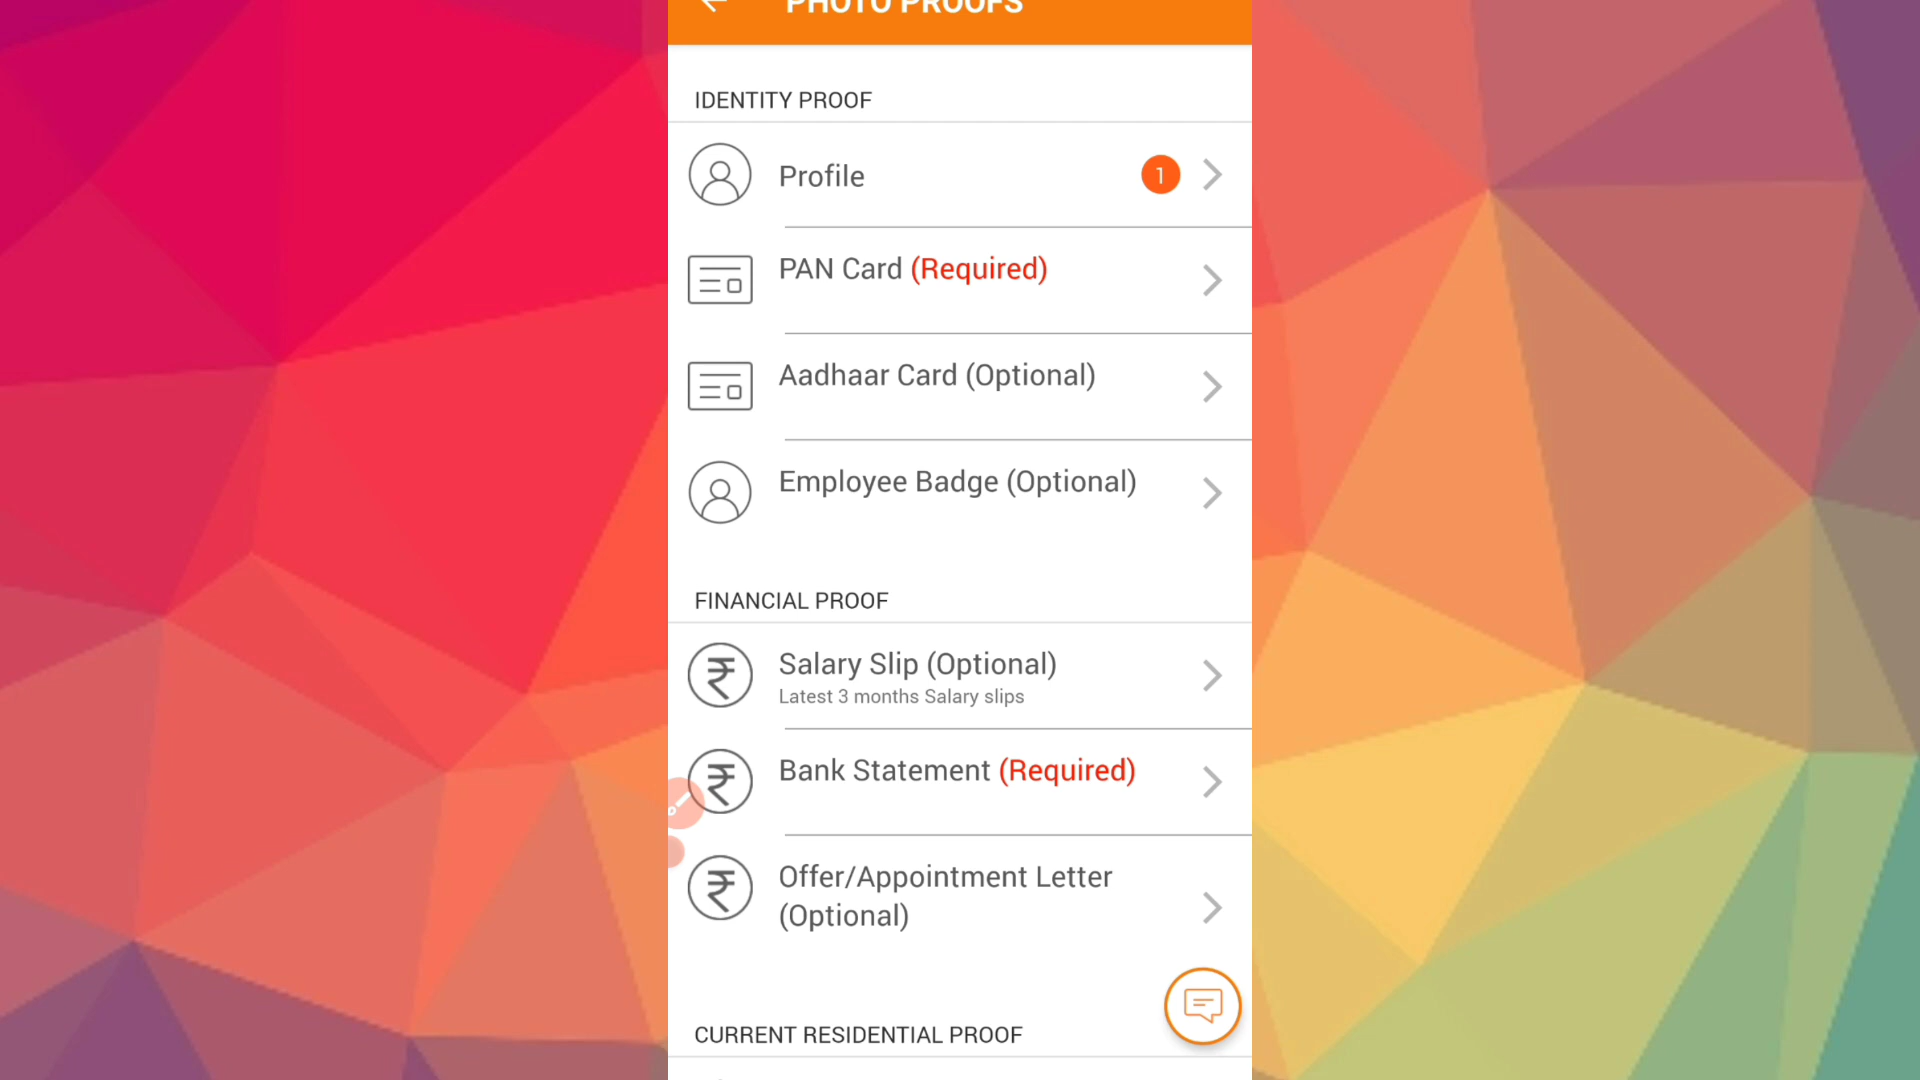 PHOTO PROOFS
IDENTITY PROOF
Profile
1
PAN Card (Required)
Aadhaar Card (Optional)
Employee Badge (Optional)
FINANCIAL PROOF
Salary Slip (Optional)
Latest 3 months Salary slips
Bank Statement (Required)
Offer/Appointment Letter
(Optional)
CURRENT RESIDENTIAL PROOF